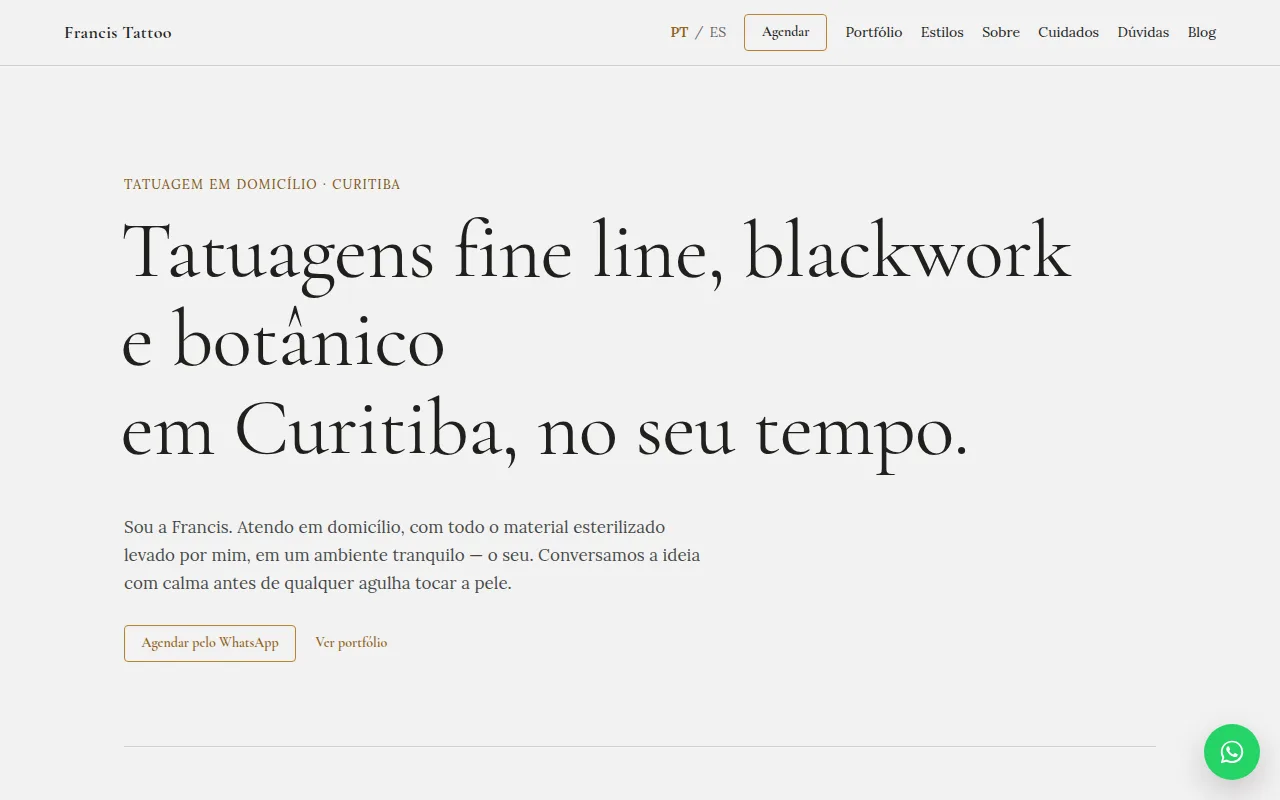 Francis Tattoo
PT / ES
Agendar
Portfólio
Estilos
Sobre
Cuidados
Dúvidas
Blog
TATUAGEM EM DOMICÍLIO · CURITIBA
Tatuagens fine line, blackwork
e botânico
em Curitiba, no seu tempo.
Sou a Francis. Atendo em domicílio, com todo o material esterilizado
levado por mim, em um ambiente tranquilo — o seu. Conversamos a ideia
com calma antes de qualquer agulha tocar a pele.
Agendar pelo WhatsApp
Ver portfólio